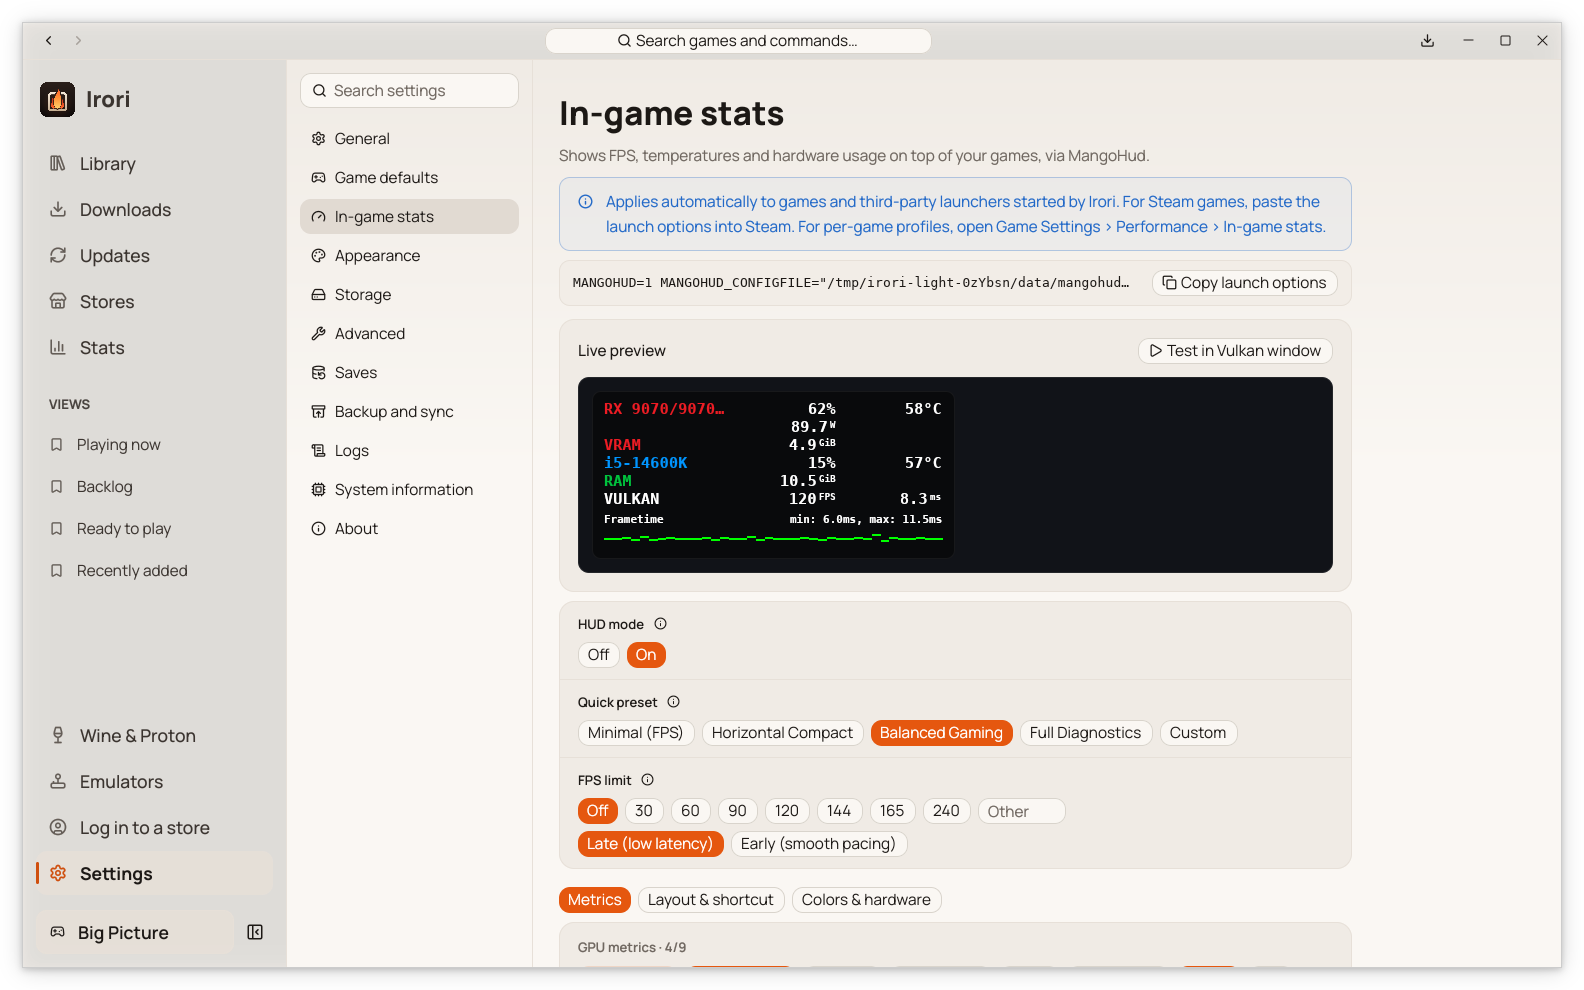 Search games and commands...
Irori
Library
Downloads
Updates
Stores
Stats
VIEWS
Playing now
Backlog
Ready to play
Recently added
Wine & Proton
Emulators
Log in to a store
Settings
Big Picture
Search settings
General
Game defaults
In-game stats
Appearance
Storage
Advanced
Saves
Backup and sync
Logs
System information
About
In-game stats
Shows FPS, temperatures and hardware usage on top of your games, via MangoHud.
Applies automatically to games and third-party launchers started by Irori. For Steam games, paste the
launch options into Steam. For per-game profiles, open Game Settings › Performance › In-game stats.
MANGOHUD=1 MANGOHUD_CONFIGFILE="/tmp/irori-light-0zYbsn/data/mangohud… Copy launch options
Live preview Test in Vulkan window
RX 9070/9070… 62% 58°C
89.7W
VRAM 4.9GiB
i5-14600K 15% 57°C
RAM 10.5GiB
VULKAN 120FPS 8.3ms
Frametime min: 6.0ms, max: 11.5ms
HUD mode
Off On
Quick preset
Minimal (FPS) Horizontal Compact Balanced Gaming Full Diagnostics Custom
FPS limit
Off 30 60 90 120 144 165 240 Other
Late (low latency) Early (smooth pacing)
Metrics Layout & shortcut Colors & hardware
GPU metrics · 4/9